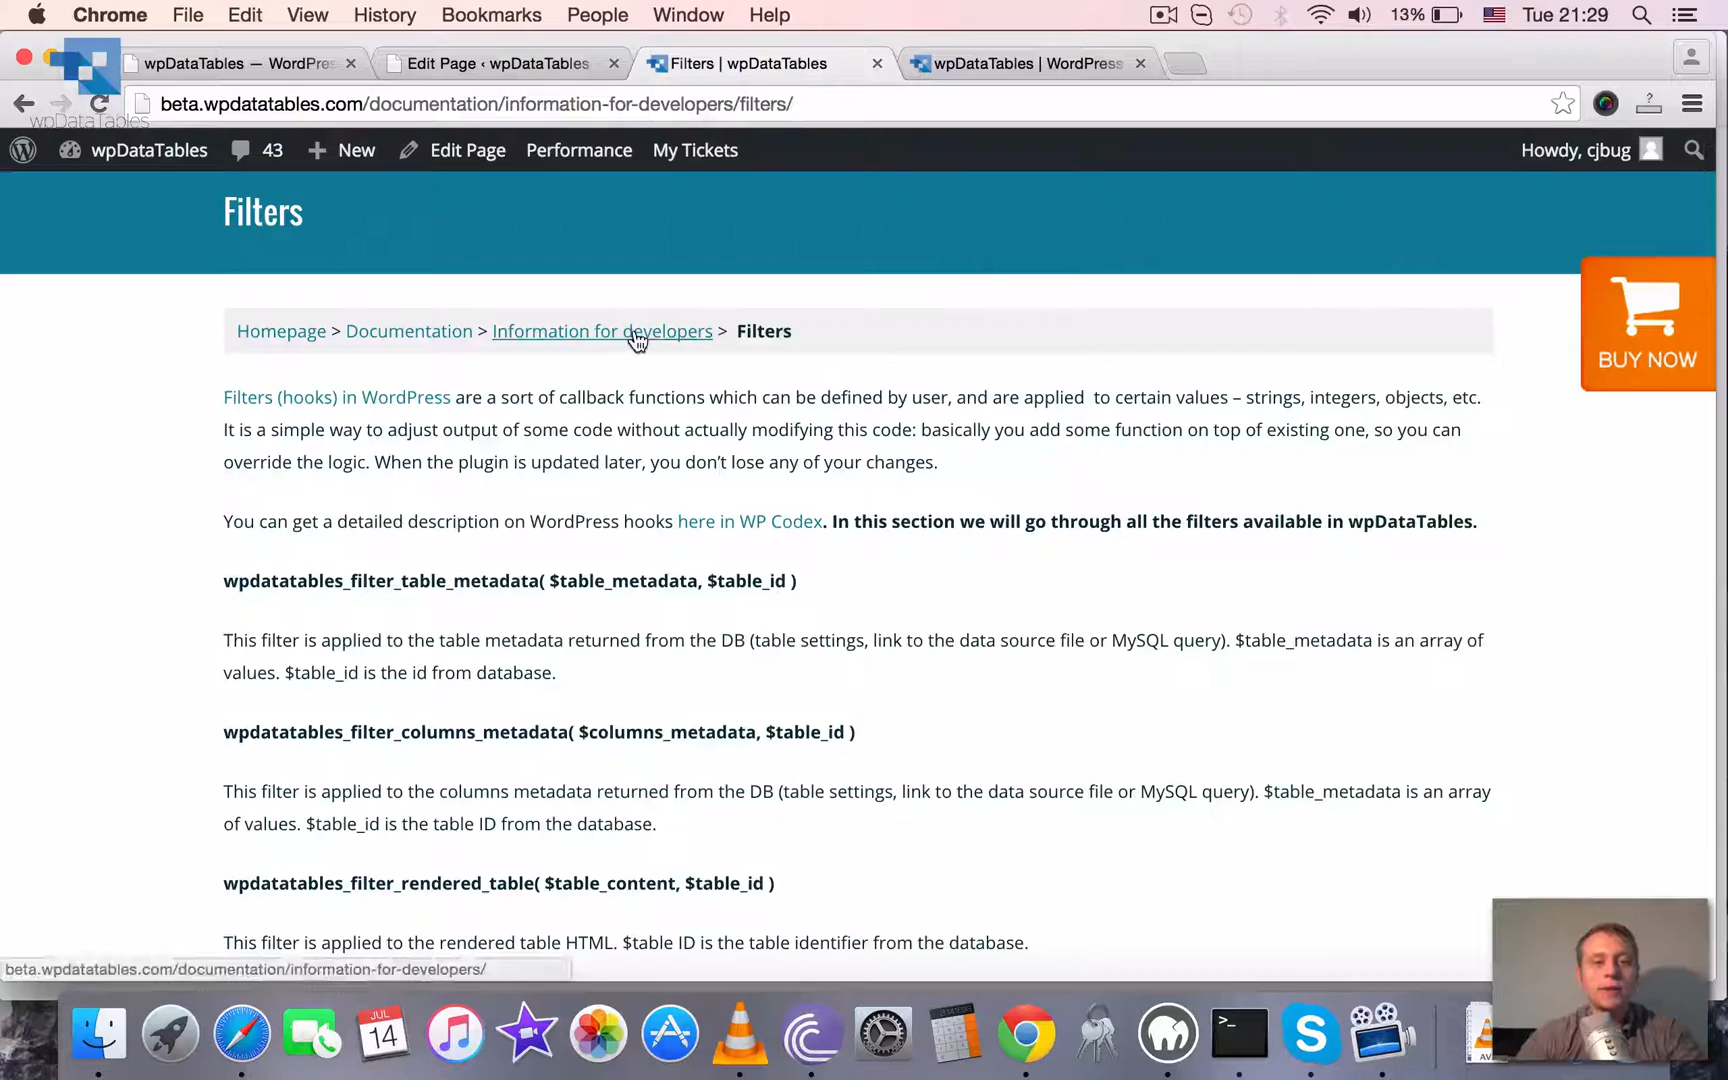 Chrome File Edit View History Bookmarks People Window Help 13% Tue 21:29
wpDataTables — WordPres Edit Page ‹ wpDataTables Filters | wpDataTables wpDataTables | WordPress
beta.wpdatatables.com/documentation/information-for-developers/filters/
wpDataTables
wpDataTables 43 New Edit Page Performance My Tickets Howdy, cjbug
Filters
BUY NOW
Homepage > Documentation > Information for developers > Filters
Filters (hooks) in WordPress are a sort of callback functions which can be defined by user, and are applied to certain values – strings, integers, objects, etc.
It is a simple way to adjust output of some code without actually modifying this code: basically you add some function on top of existing one, so you can
override the logic. When the plugin is updated later, you don’t lose any of your changes.
You can get a detailed description on WordPress hooks here in WP Codex. In this section we will go through all the filters available in wpDataTables.
wpdatatables_filter_table_metadata( $table_metadata, $table_id )
This filter is applied to the table metadata returned from the DB (table settings, link to the data source file or MySQL query). $table_metadata is an array of
values. $table_id is the id from database.
wpdatatables_filter_columns_metadata( $columns_metadata, $table_id )
This filter is applied to the columns metadata returned from the DB (table settings, link to the data source file or MySQL query). $table_metadata is an array
of values. $table_id is the table ID from the database.
wpdatatables_filter_rendered_table( $table_content, $table_id )
This filter is applied to the rendered table HTML. $table ID is the table identifier from the database.
beta.wpdatatables.com/documentation/information-for-developers/
JUL
14